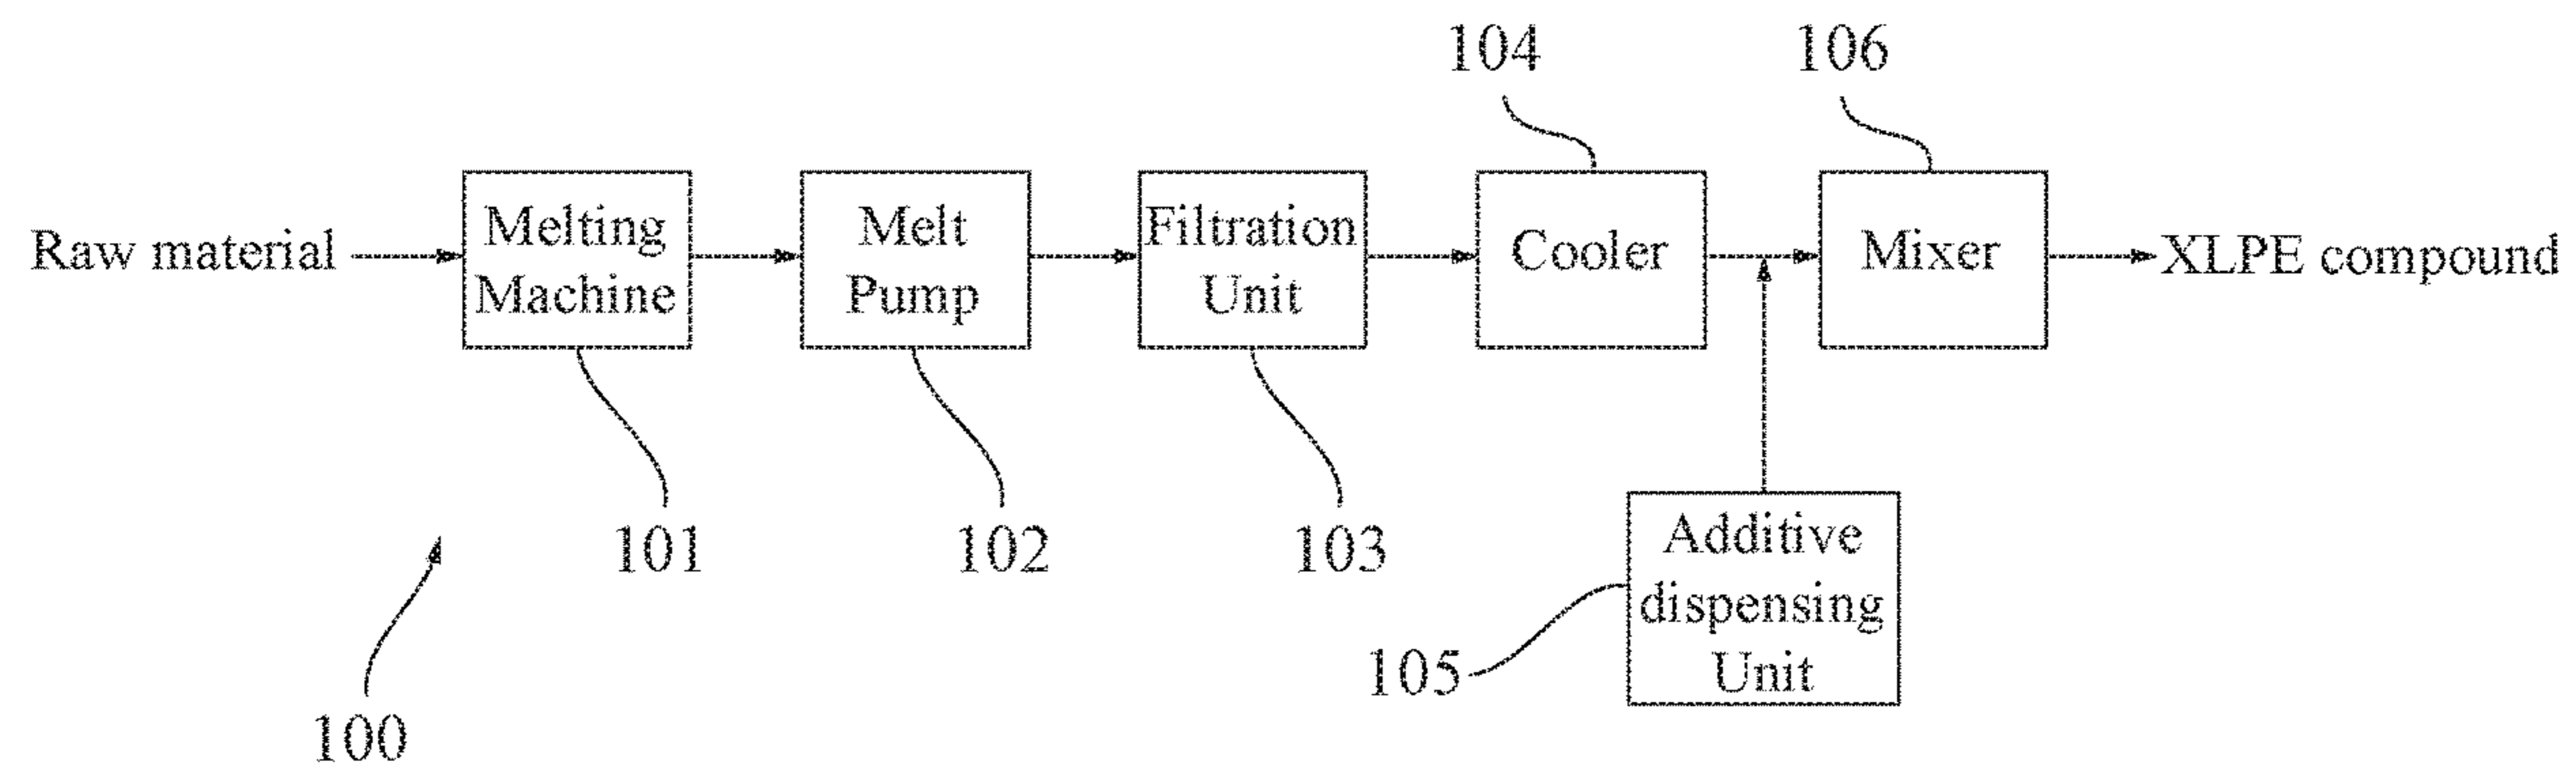 104
106
Raw material
Melting
Machine
Melt
Pump
Filtration
Unit
Cooler
Mixer
XLPE compound
101
102
103
Additive
dispensing
Unit
105
100